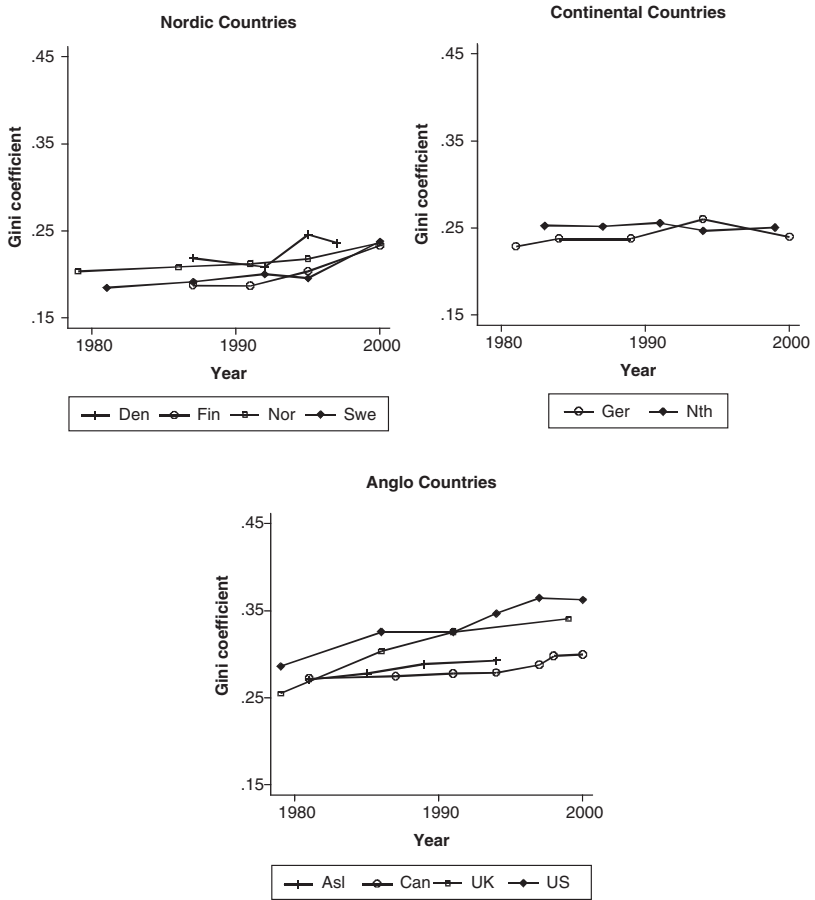 Nordic Countries
Gini coefficient
.45
.35
.25
.15
1980 1990 2000
Year
Den Fin Nor Swe
Continental Countries
Gini coefficient
.45
.35
.25
.15
1980 1990 2000
Year
Ger Nth
Anglo Countries
Gini coefficient
.45
.35
.25
.15
1980 1990 2000
Year
Asl Can UK US